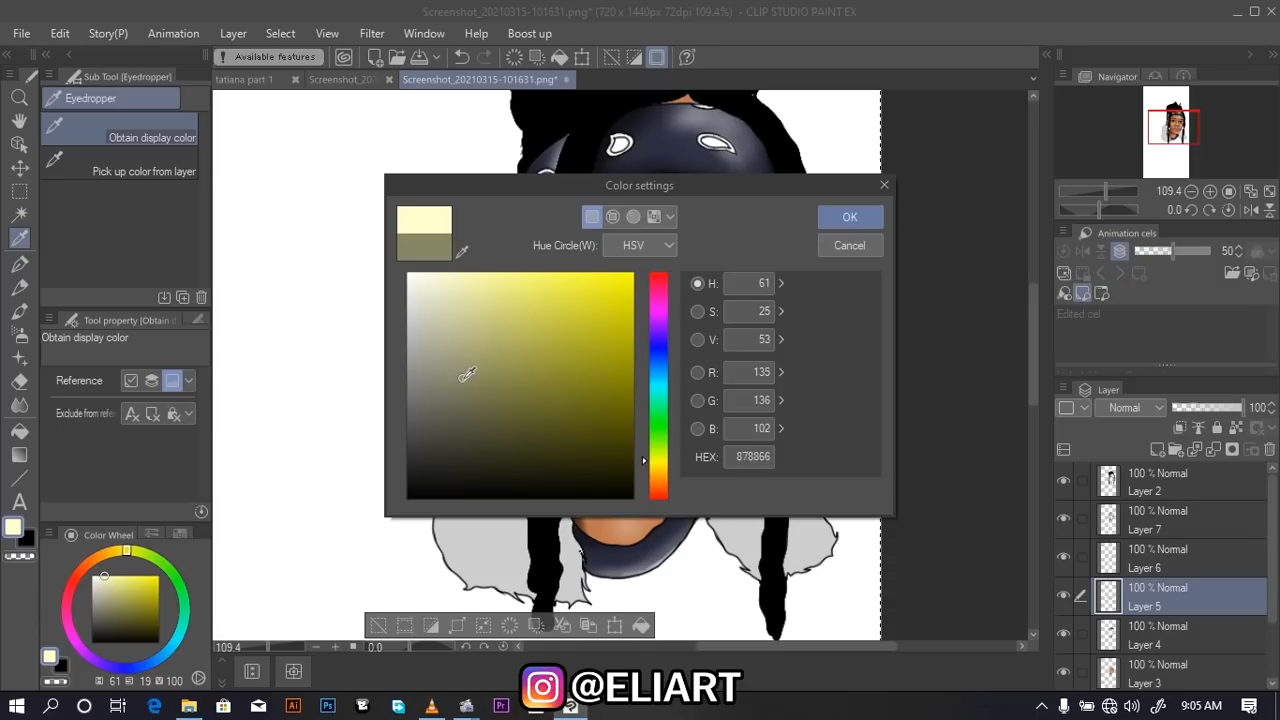 Screenshot_20210315-101631.png* (720 x 1440px 72dpi 109.4%) - CLIP STUDIO PAINT EX
File Edit Story(P) Animation Layer Select View Filter Window Help Boost up
Available features
Sub Tool [Eyedropper]
tatiana part 1
Screenshot_202
Screenshot_20210315-101631.png*
Navigator
Eyedropper
Obtain display color
Pick up color from layer
109.4
0.0
Color settings
OK
Hue Circle(W): HSV
Cancel
H: 61
S: 25
V: 53
R: 135
G: 136
B: 102
HEX: 878866
Animation cels
50
Edited cel
Tool property [Obtain d
Obtain display color
Reference
Exclude from refer
Layer
Normal
100
100 % Normal
Layer 2
100 % Normal
Layer 7
100 % Normal
Layer 6
100 % Normal
Layer 5
100 % Normal
Layer 4
100 % Normal
Layer 3
Color Wheel
H 61 S 19 V 100
109.4
0.0
@ELIART
Ai Ps Pr
9:05 AM